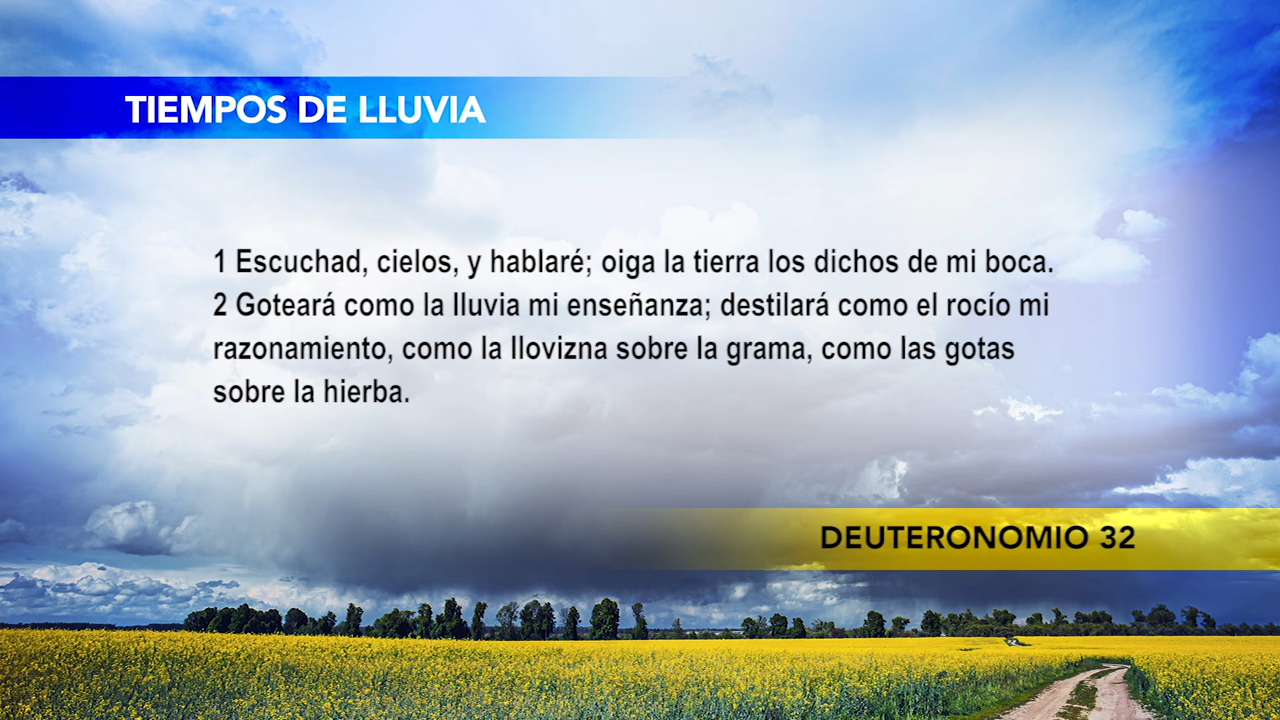 TIEMPOS DE LLUVIA
1 Escuchad, cielos, y hablaré; oiga la tierra los dichos de mi boca.
2 Goteará como la lluvia mi enseñanza; destilará como el rocío mi
razonamiento, como la llovizna sobre la grama, como las gotas
sobre la hierba.
DEUTERONOMIO 32